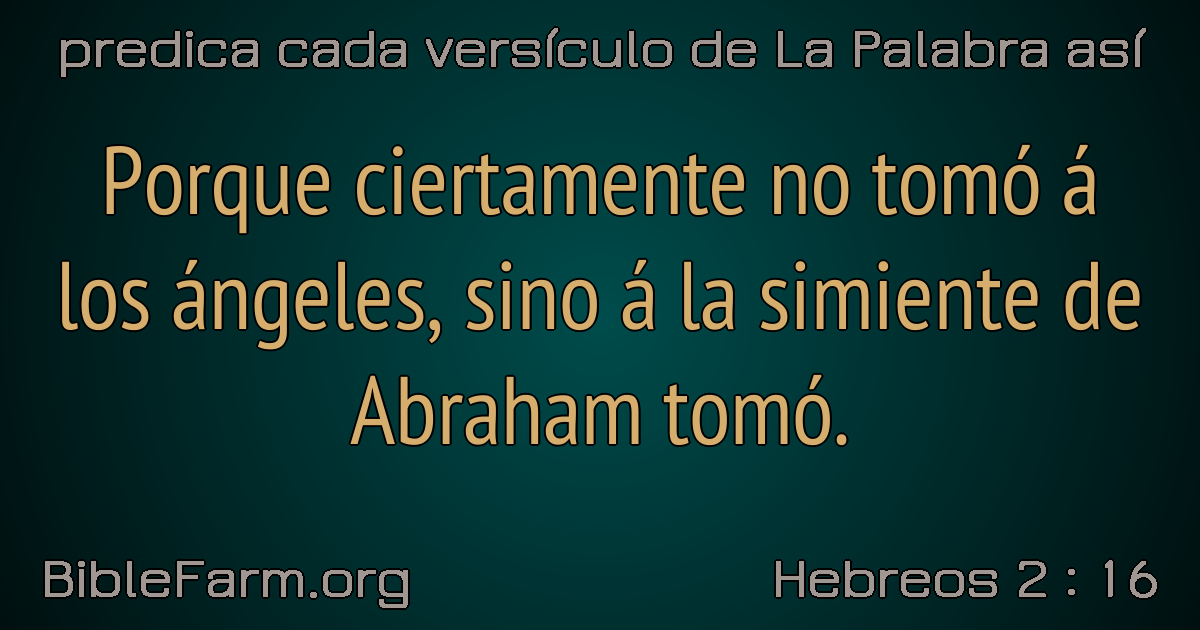 predica cada versículo de La Palabra así
Porque ciertamente no tomó á
los ángeles, sino á la simiente de
Abraham tomó.
BibleFarm.org
Hebreos 2 : 16